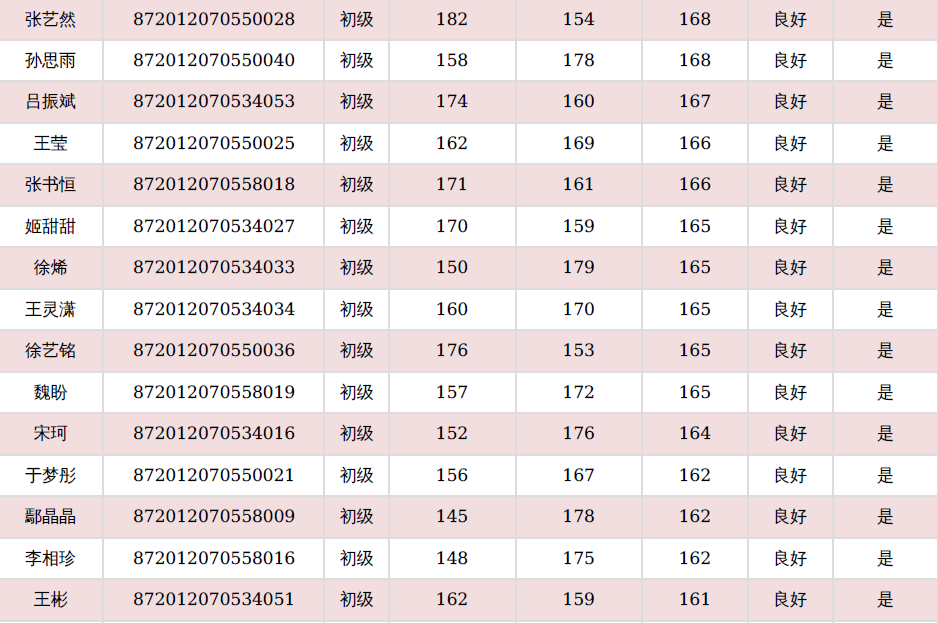 张艺然 872012070550028 初级 182 154 168 良好 是
孙思雨 872012070550040 初级 158 178 168 良好 是
吕振斌 872012070534053 初级 174 160 167 良好 是
王莹 872012070550025 初级 162 169 166 良好 是
张书恒 872012070558018 初级 171 161 166 良好 是
姬甜甜 872012070534027 初级 170 159 165 良好 是
徐烯 872012070534033 初级 150 179 165 良好 是
王灵潇 872012070534034 初级 160 170 165 良好 是
徐艺铭 872012070550036 初级 176 153 165 良好 是
魏盼 872012070558019 初级 157 172 165 良好 是
宋珂 872012070534016 初级 152 176 164 良好 是
于梦彤 872012070550021 初级 156 167 162 良好 是
鄢晶晶 872012070558009 初级 145 178 162 良好 是
李相珍 872012070558016 初级 148 175 162 良好 是
王彬 872012070534051 初级 162 159 161 良好 是